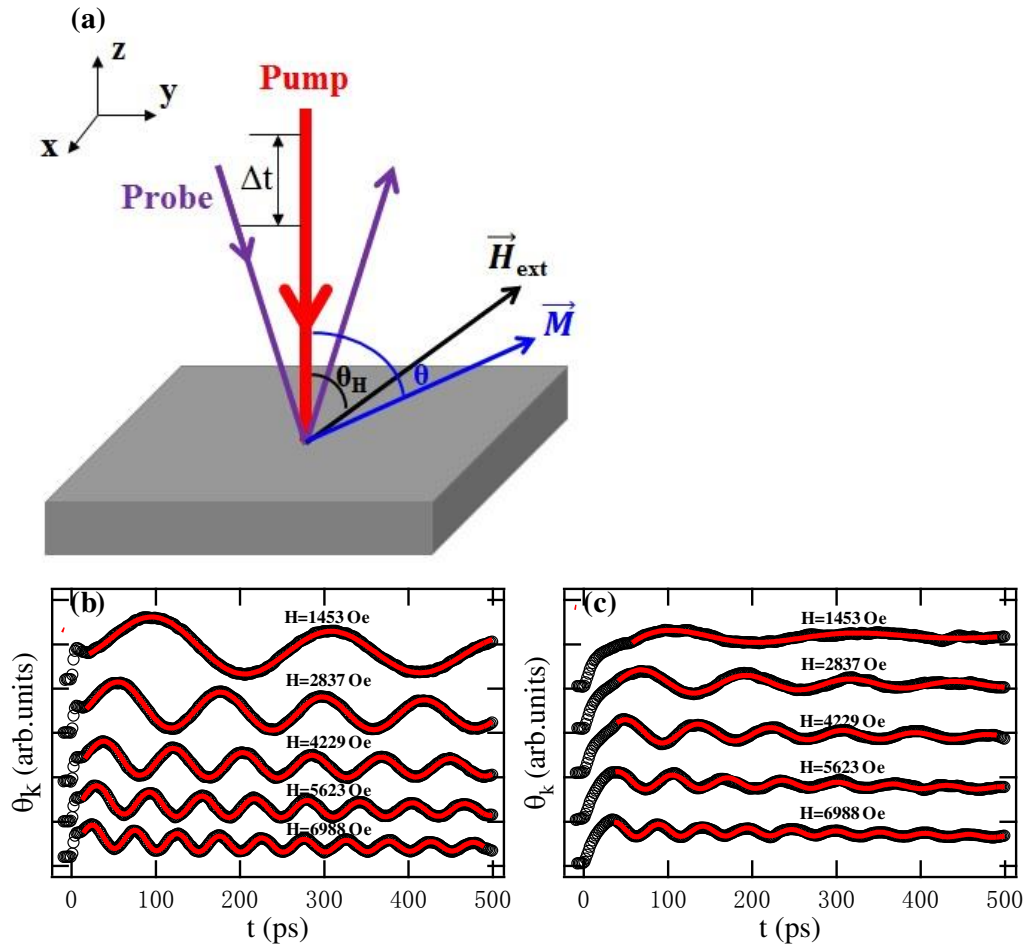 (a)
z
y
x
Pump
Δt
Probe
H⃗ext
M⃗
θH
θ
(b)
H=1453 Oe
H=2837 Oe
H=4229 Oe
H=5623 Oe
H=6988 Oe
θk (arb.units)
0 100 200 300 400 500
t (ps)
(c)
H=1453 Oe
H=2837 Oe
H=4229 Oe
H=5623 Oe
H=6988 Oe
θk (arb.units)
0 100 200 300 400 500
t (ps)